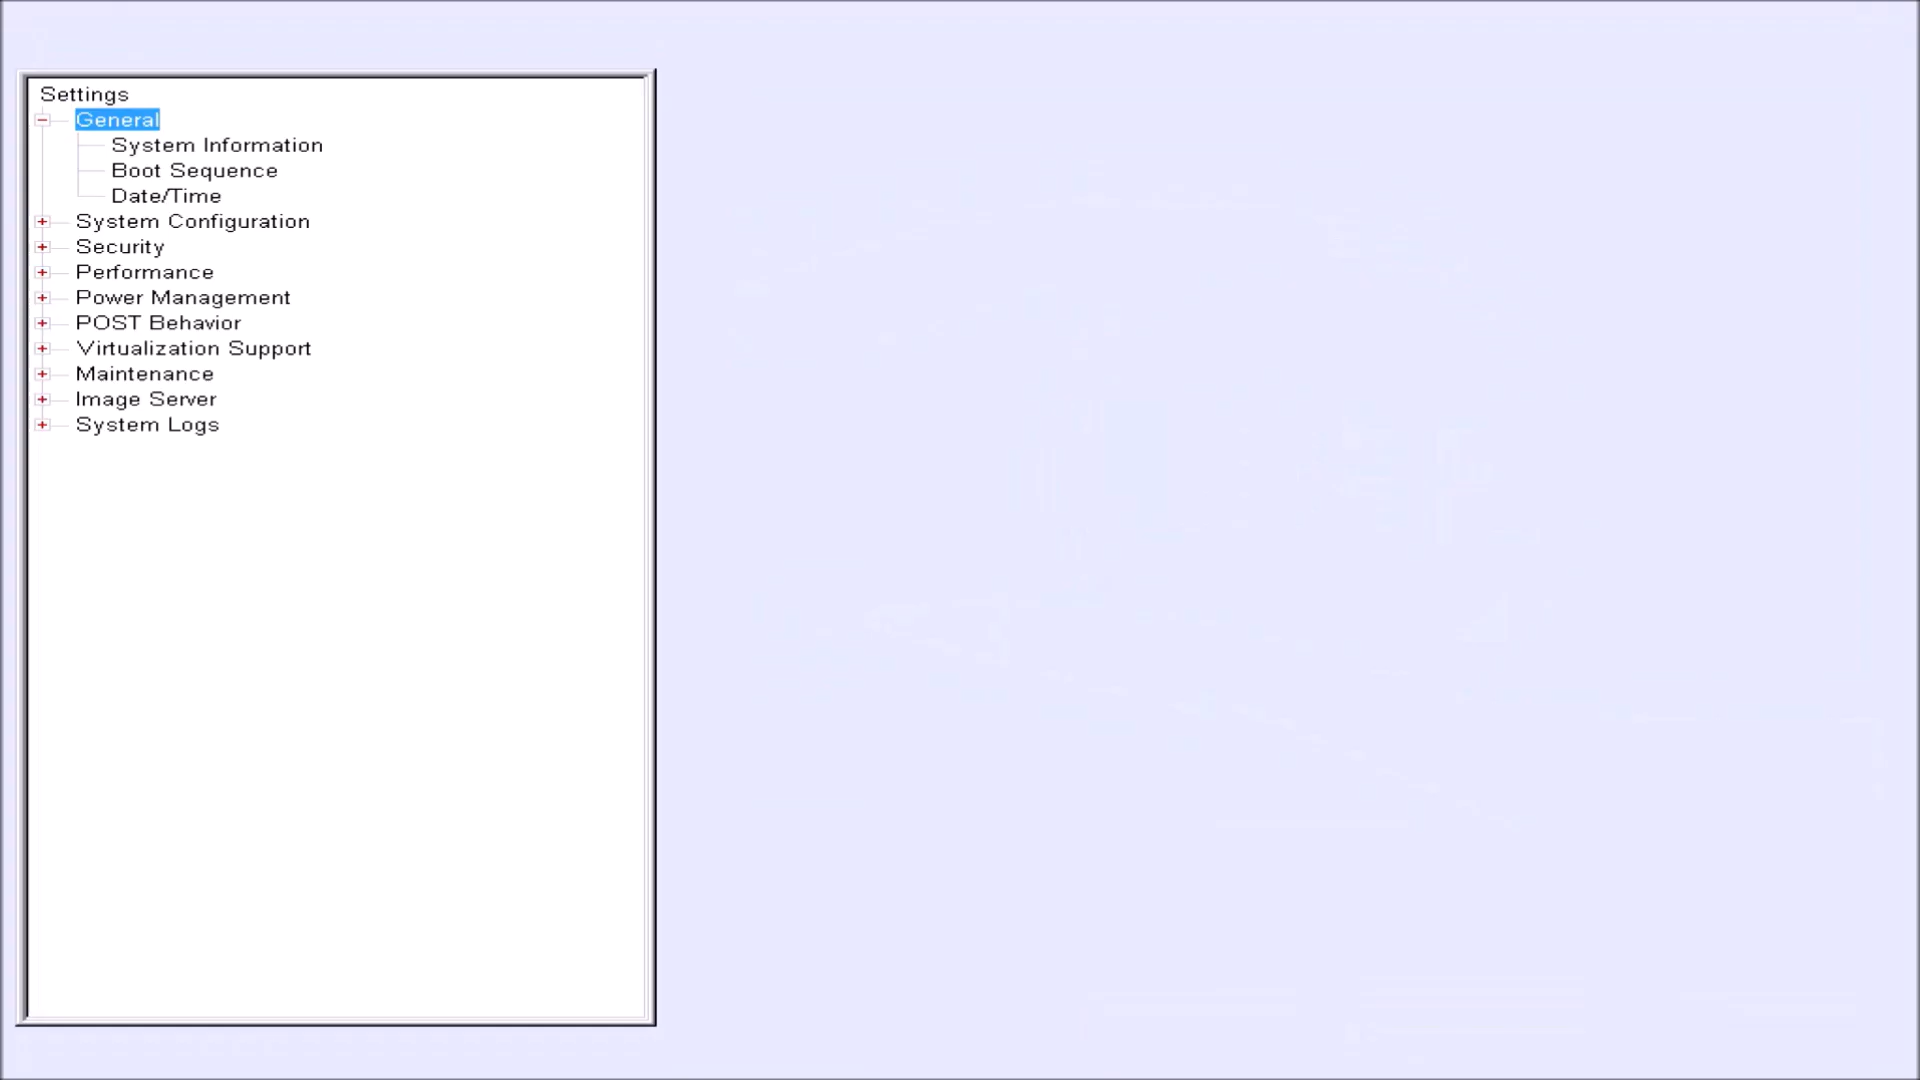 Settings
General
System Information
Boot Sequence
Date/Time
System Configuration
Security
Performance
Power Management
POST Behavior
Virtualization Support
Maintenance
Image Server
System Logs